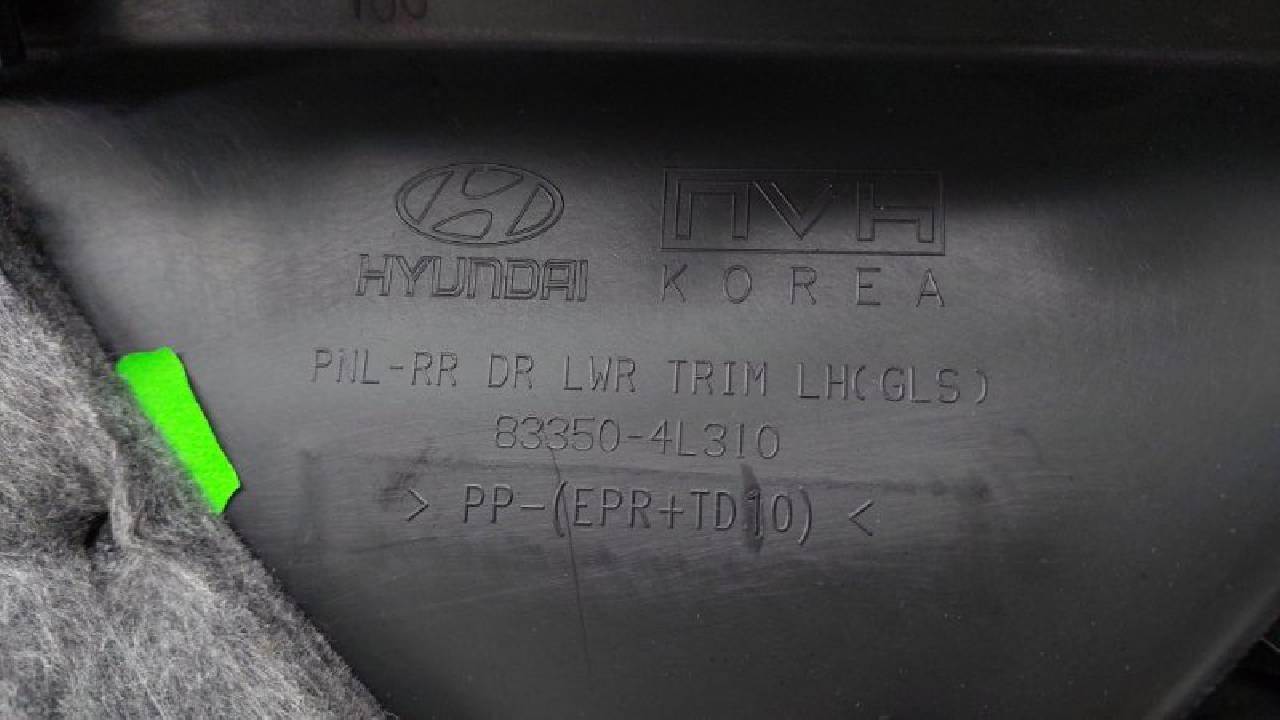 HYUNDAI
NVH
KOREA
PNL-RR DR LWR TRIM LH(GLS)
83350-4L310
> PP-(EPR+TD10) <